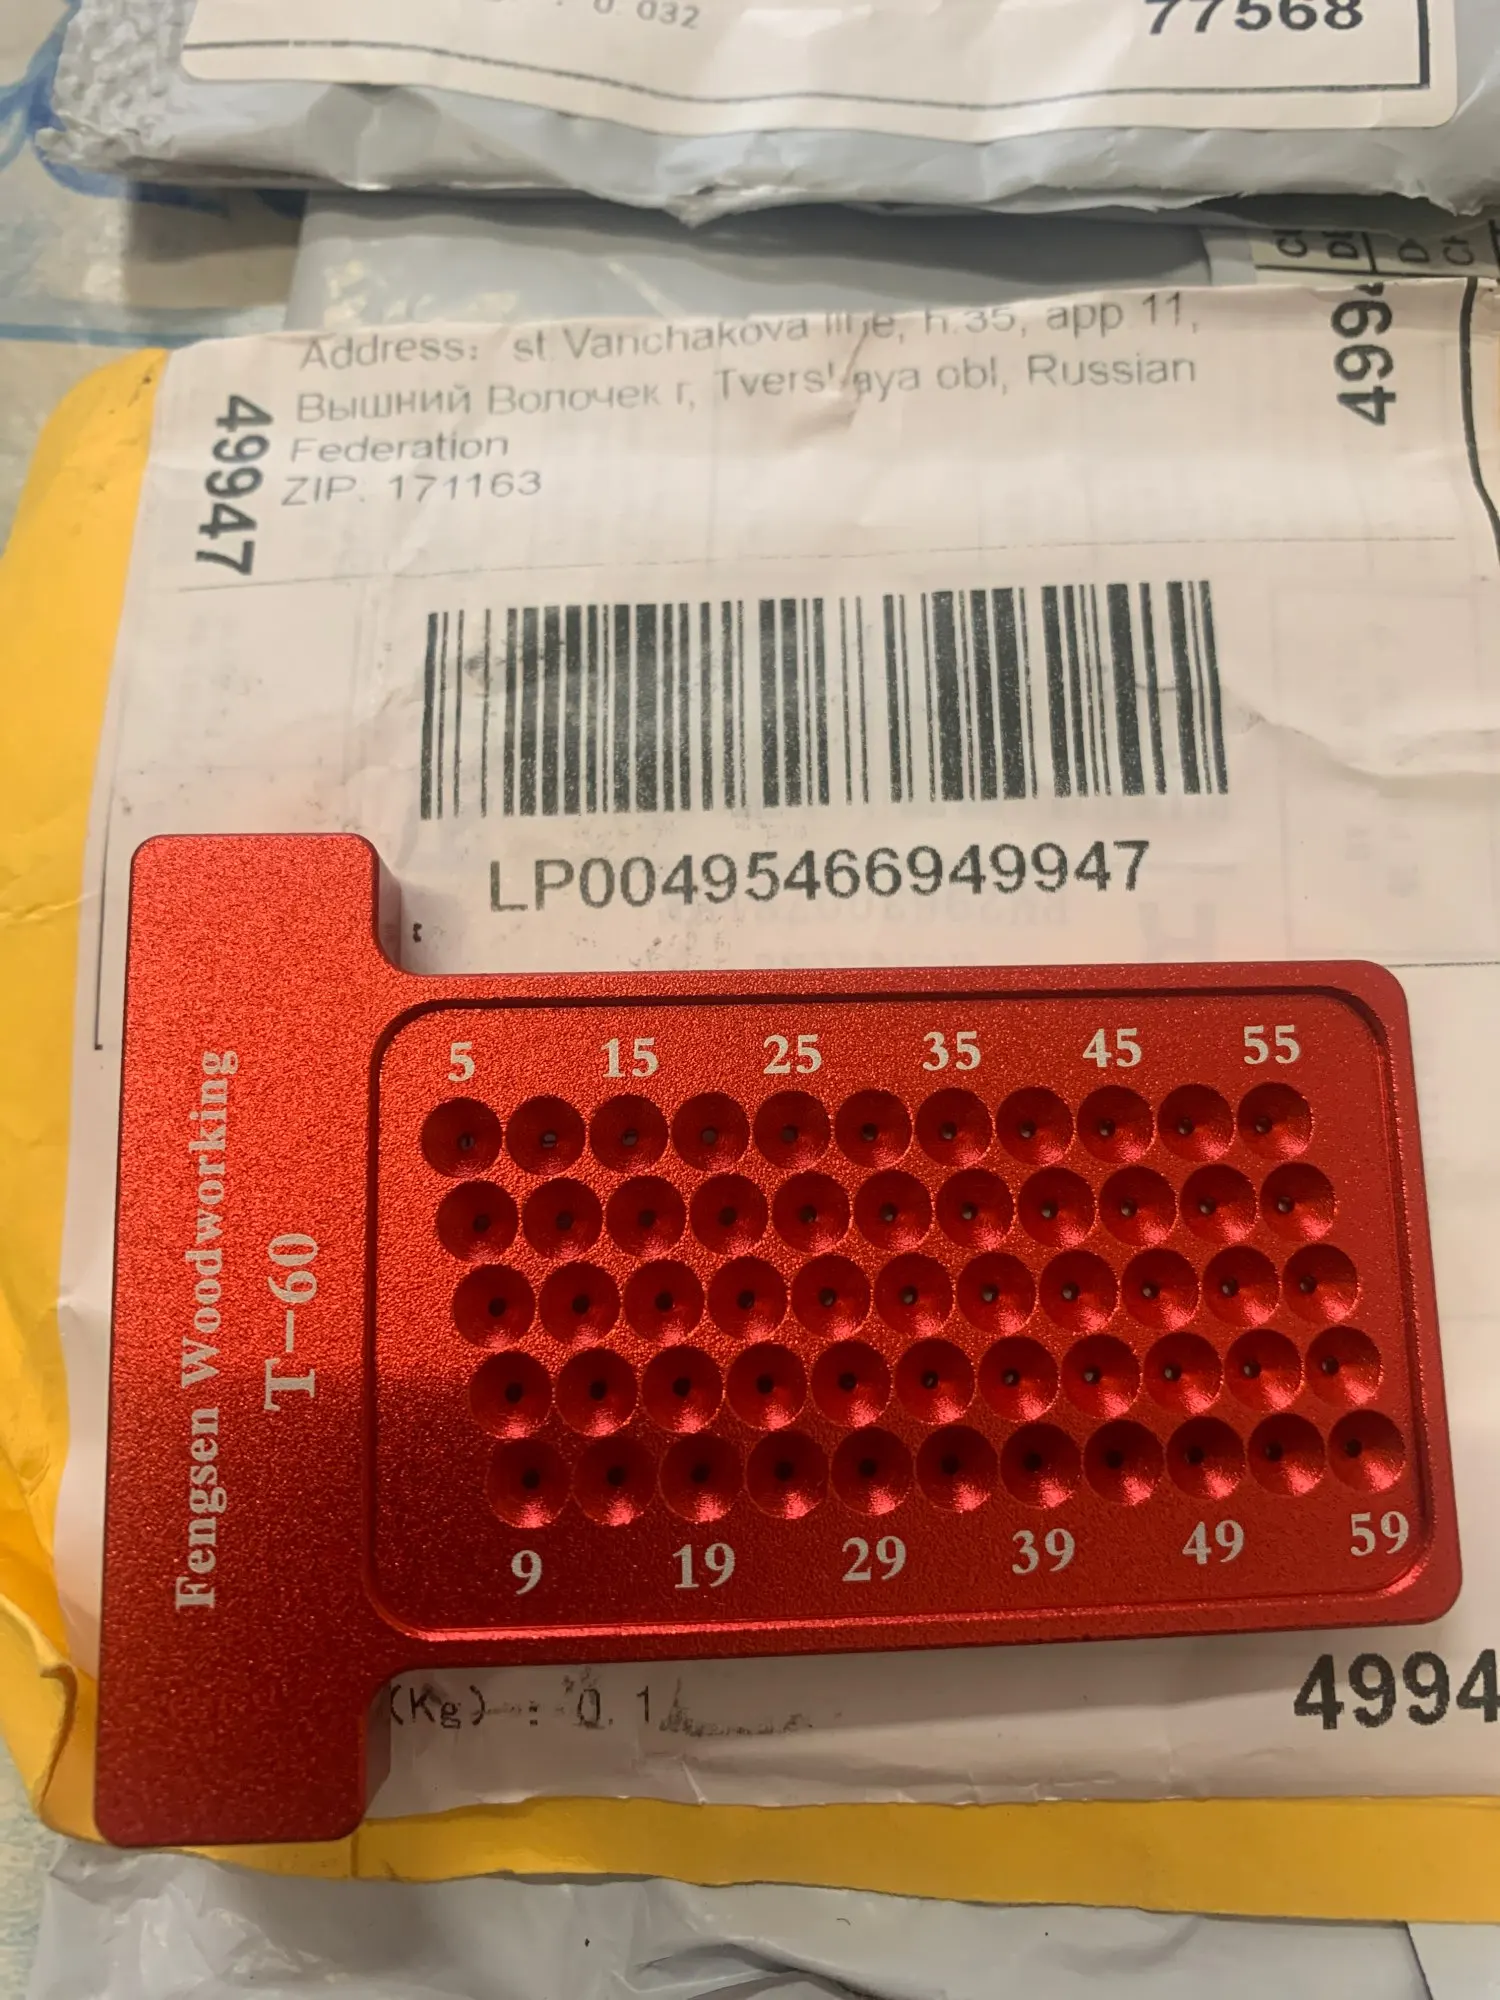 0.032
77568
Address: st Vanchakova line, h.35, app 11,
Вышний Волочек г, Tverskaya obl, Russian
Federation
ZIP: 171163
49947
499
LP00495466949947
5 15 25 35 45 55
9 19 29 39 49 59
Fengsen Woodworking
T-60
(Kg) : 0.1
4994